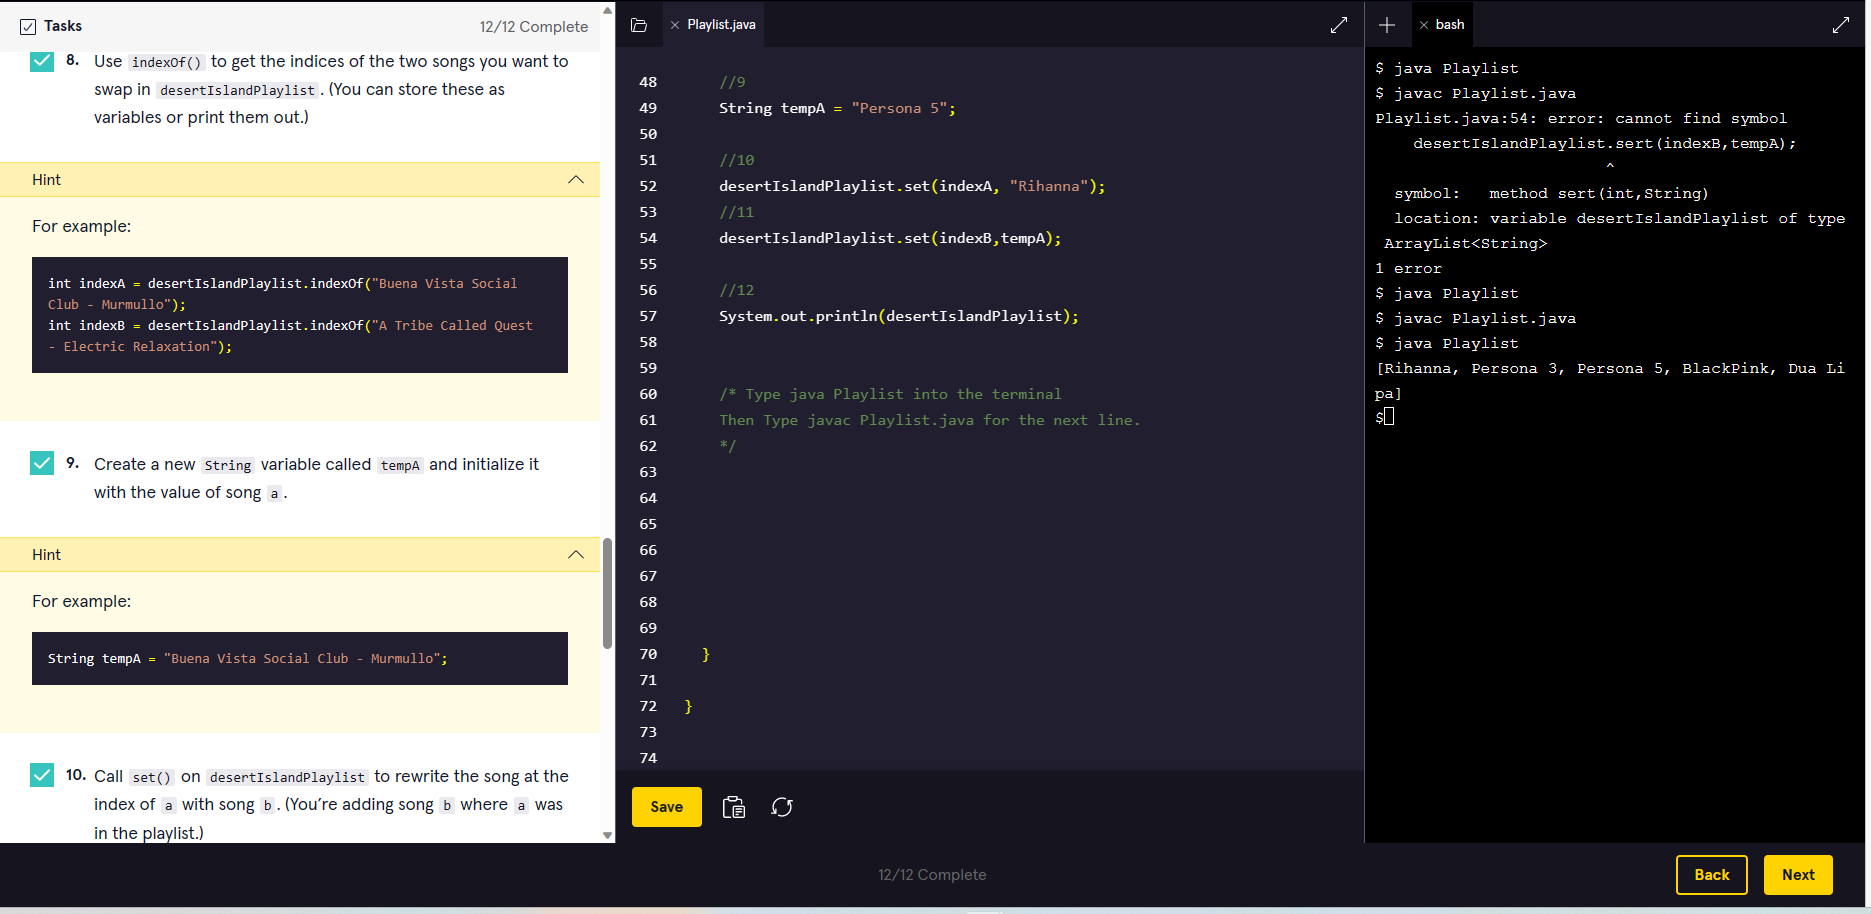 Tasks
12/12 Complete
8. Use indexOf() to get the indices of the two songs you want to
swap in desertIslandPlaylist. (You can store these as
variables or print them out.)
Hint
For example:
int indexA = desertIslandPlaylist.indexOf("Buena Vista Social
Club - Murmullo");
int indexB = desertIslandPlaylist.indexOf("A Tribe Called Quest
- Electric Relaxation");
9. Create a new String variable called tempA and initialize it
with the value of song a.
Hint
For example:
String tempA = "Buena Vista Social Club - Murmullo";
10. Call set() on desertIslandPlaylist to rewrite the song at the
index of a with song b. (You’re adding song b where a was
in the playlist.)
Playlist.java
48 //9
49 String tempA = "Persona 5";
50
51 //10
52 desertIslandPlaylist.set(indexA, "Rihanna");
53 //11
54 desertIslandPlaylist.set(indexB,tempA);
55
56 //12
57 System.out.println(desertIslandPlaylist);
58
59
60 /* Type java Playlist into the terminal
61 Then Type javac Playlist.java for the next line.
62 */
63
64
65
66
67
68
69
70 }
71
72 }
73
74
Save
bash
$ java Playlist
$ javac Playlist.java
Playlist.java:54: error: cannot find symbol
desertIslandPlaylist.sert(indexB,tempA);
^
symbol: method sert(int,String)
location: variable desertIslandPlaylist of type
ArrayList<String>
1 error
$ java Playlist
$ javac Playlist.java
$ java Playlist
[Rihanna, Persona 3, Persona 5, BlackPink, Dua Li
pa]
$
12/12 Complete
Back
Next